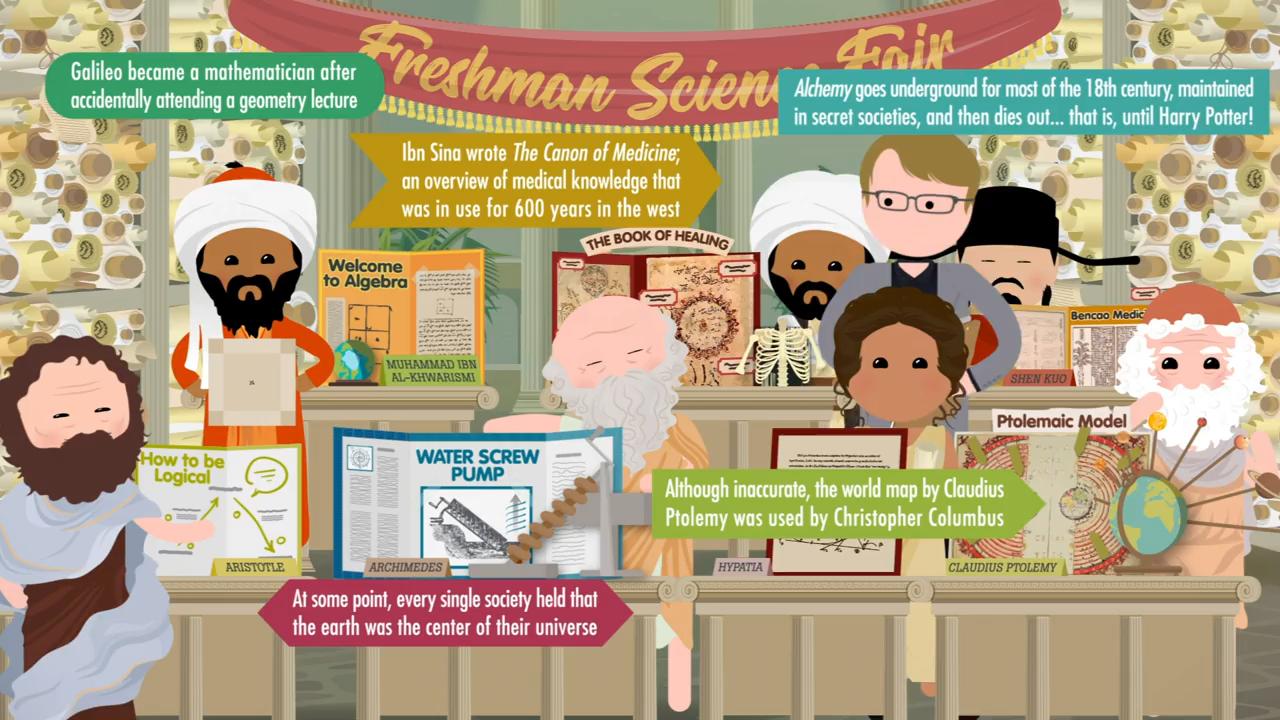 Freshman Science Fair
Galileo became a mathematician after
accidentally attending a geometry lecture
Alchemy goes underground for most of the 18th century, maintained
in secret societies, and then dies out... that is, until Harry Potter!
Ibn Sina wrote The Canon of Medicine;
an overview of medical knowledge that
was in use for 600 years in the west
THE BOOK OF HEALING
Welcome
to Algebra
MUHAMMAD IBN
AL-KHWARISMI
Bencao Medic
SHEN KUO
Ptolemaic Model
How to be
Logical
WATER SCREW
PUMP
Although inaccurate, the world map by Claudius
Ptolemy was used by Christopher Columbus
ARISTOTLE
ARCHIMEDES
HYPATIA
CLAUDIUS PTOLEMY
At some point, every single society held that
the earth was the center of their universe